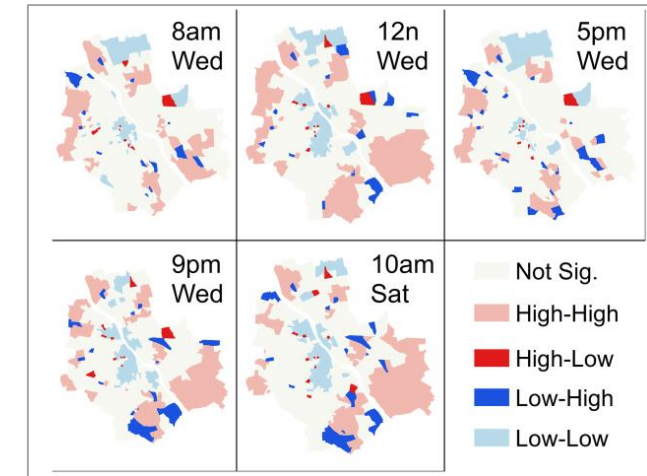 8am
Wed
12n
Wed
5pm
Wed
9pm
Wed
10am
Sat
Not Sig.
High-High
High-Low
Low-High
Low-Low